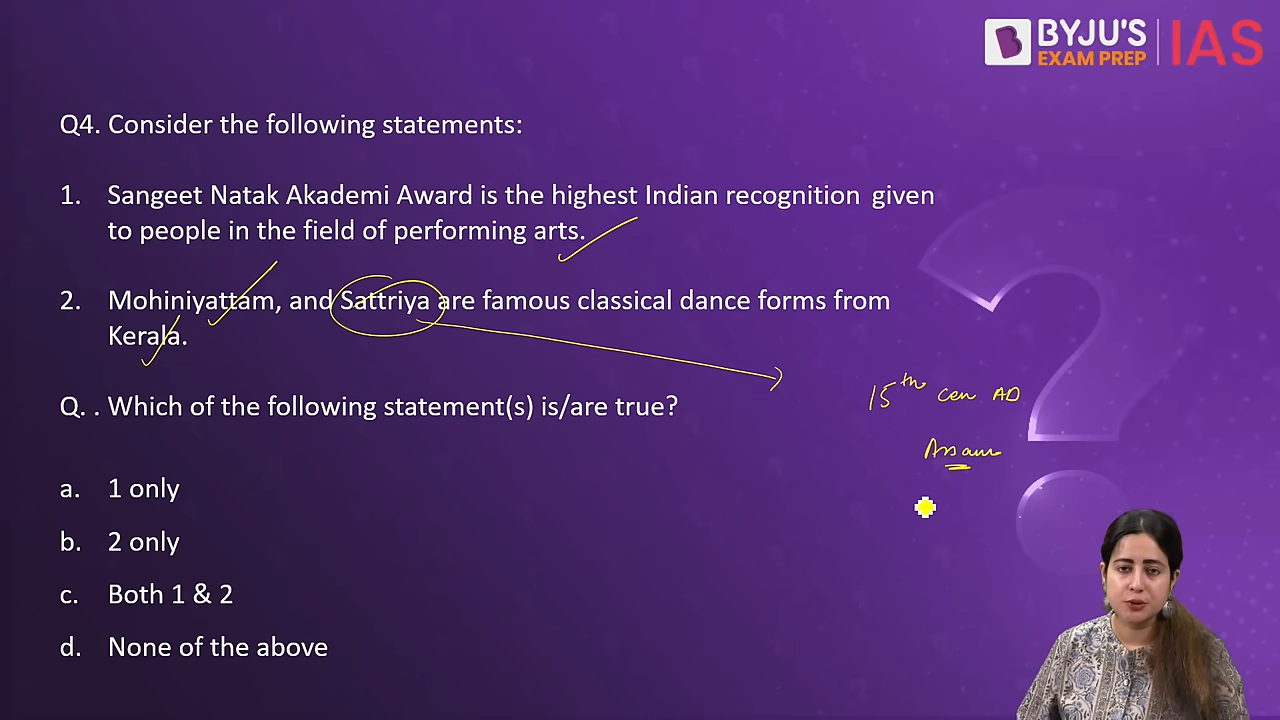 BYJU'S
EXAM PREP
IAS
Q4. Consider the following statements:
1. Sangeet Natak Akademi Award is the highest Indian recognition given
to people in the field of performing arts.
2. Mohiniyattam, and Sattriya are famous classical dance forms from
Kerala.
15th cen AD
Q. . Which of the following statement(s) is/are true?
Assam
a. 1 only
b. 2 only
c. Both 1 & 2
d. None of the above